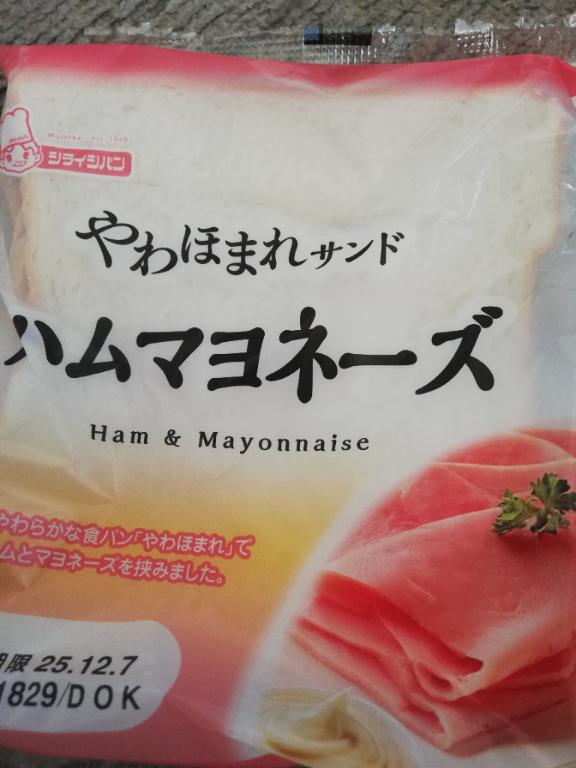 Morioka est.1948
シライシパン
やわほまれサンド
ハムマヨネーズ
Ham & Mayonnaise
やわらかな食パン「やわほまれ」で
ムとマヨネーズを挟みました。
限 25.12.7
1829/DOK